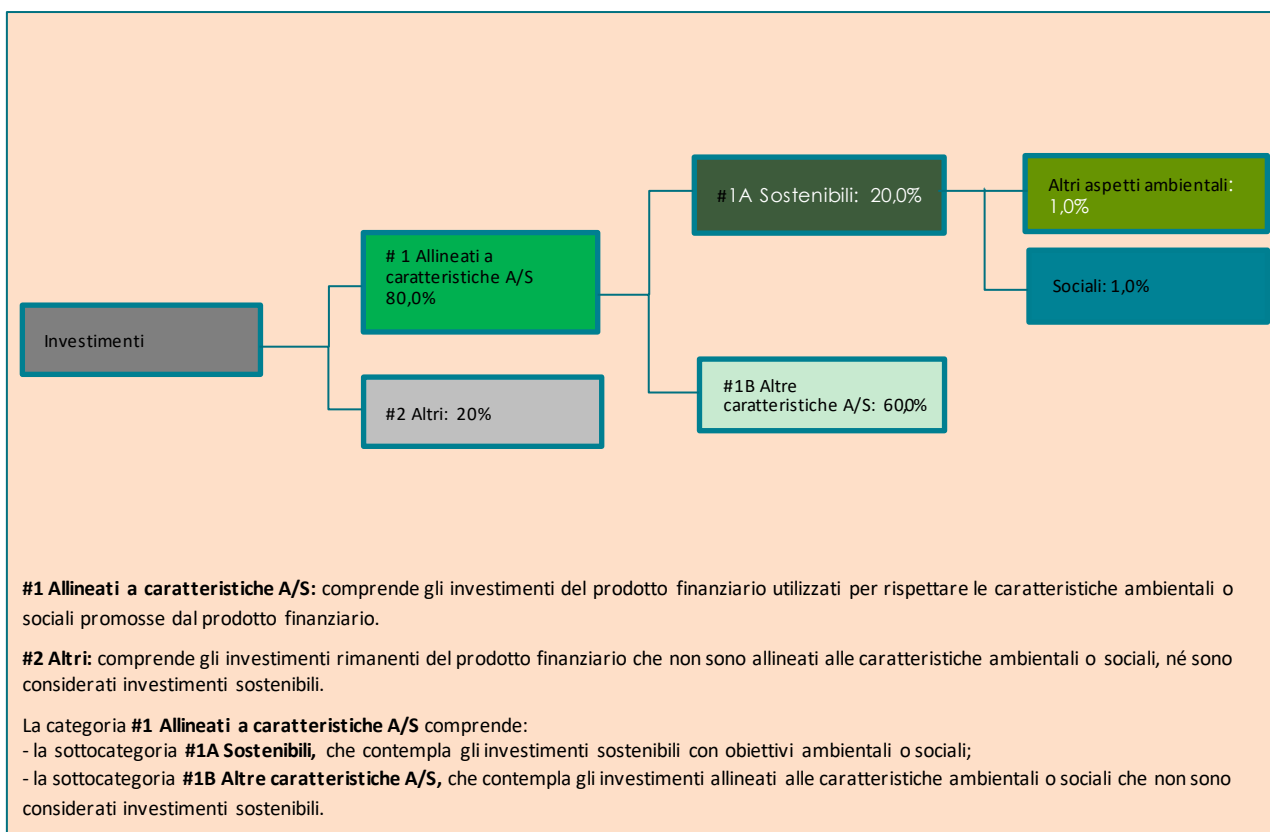 #1A Sostenibili: 20,0%
Altri aspetti ambientali:
1,0%
# 1 Allineati a
caratteristiche A/S
80,0%
Sociali: 1,0%
Investimenti
#2 Altri: 20%
#1B Altre
caratteristiche A/S: 60,0%
#1 Allineati a caratteristiche A/S: comprende gli investimenti del prodotto finanziario utilizzati per rispettare le caratteristiche ambientali o
sociali promosse dal prodotto finanziario.
#2 Altri: comprende gli investimenti rimanenti del prodotto finanziario che non sono allineati alle caratteristiche ambientali o sociali, né sono
considerati investimenti sostenibili.
La categoria #1 Allineati a caratteristiche A/S comprende:
- la sottocategoria #1A Sostenibili, che contempla gli investimenti sostenibili con obiettivi ambientali o sociali;
- la sottocategoria #1B Altre caratteristiche A/S, che contempla gli investimenti allineati alle caratteristiche ambientali o sociali che non sono
considerati investimenti sostenibili.